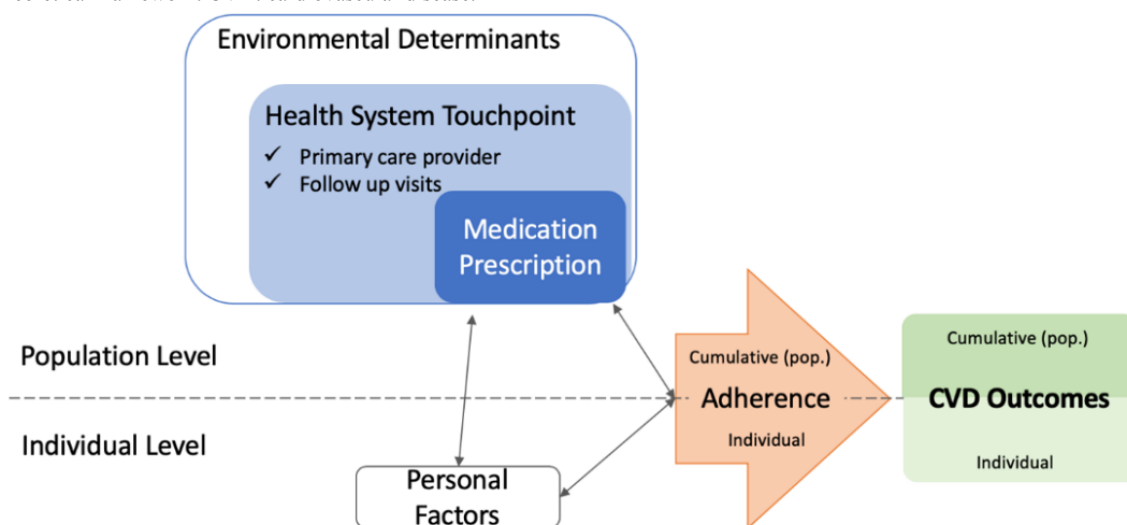 Environmental Determinants
Health System Touchpoint
✓ Primary care provider
✓ Follow up visits
Medication
Prescription
Population Level
Individual Level
Personal
Factors
Cumulative (pop.)
Adherence
Individual
Cumulative (pop.)
CVD Outcomes
Individual